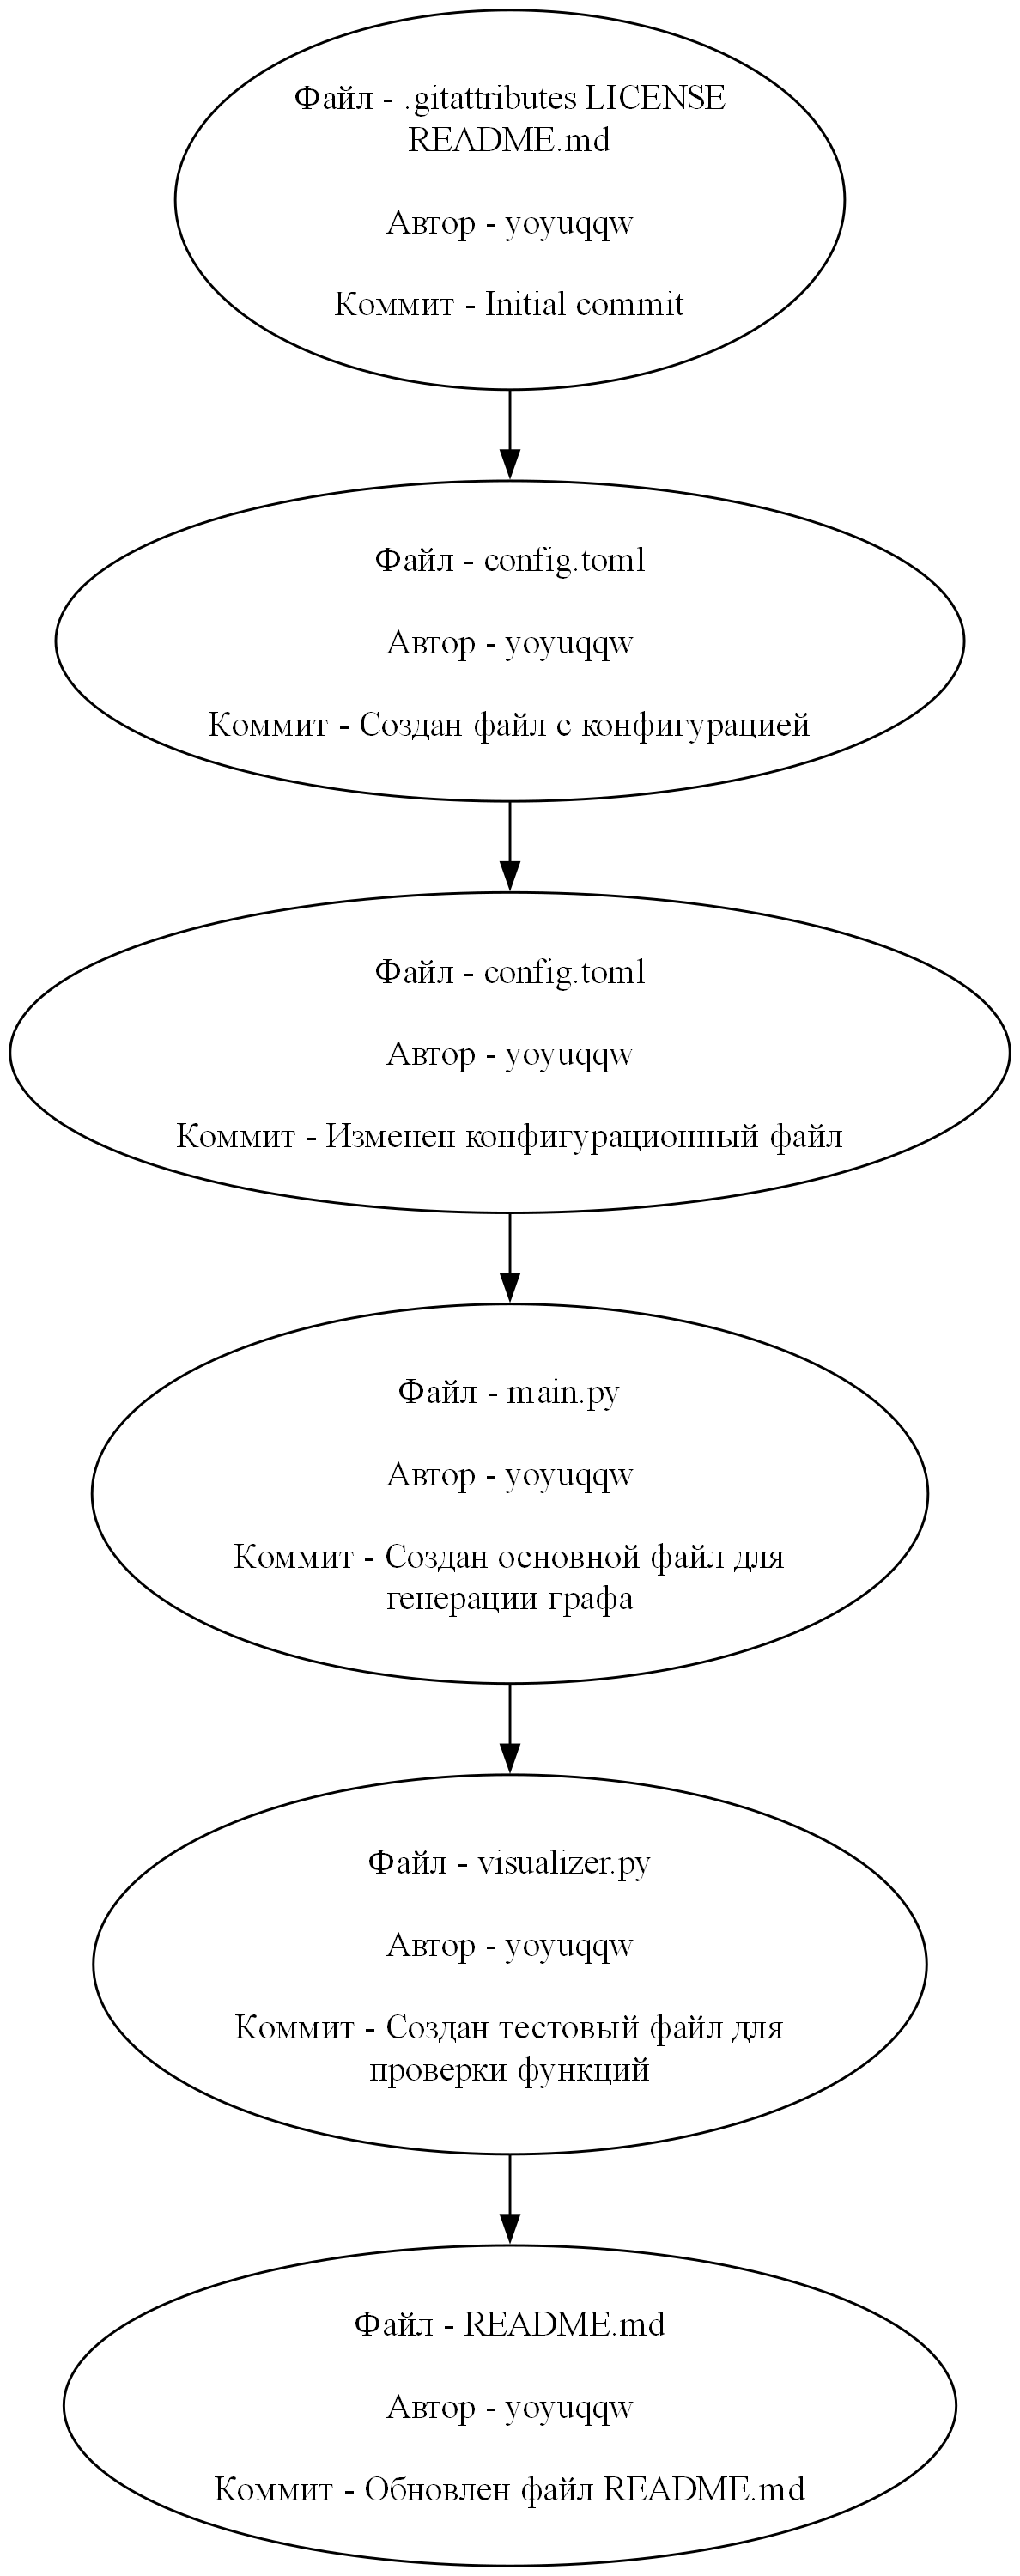 Файл - .gitattributes LICENSE
README.md
Автор - yoyuqqw
Коммит - Initial commit
Файл - config.toml
Автор - yoyuqqw
Коммит - Создан файл с конфигурацией
Файл - config.toml
Автор - yoyuqqw
Коммит - Изменен конфигурационный файл
Файл - main.py
Автор - yoyuqqw
Коммит - Создан основной файл для
генерации графа
Файл - visualizer.py
Автор - yoyuqqw
Коммит - Создан тестовый файл для
проверки функций
Файл - README.md
Автор - yoyuqqw
Коммит - Обновлен файл README.md